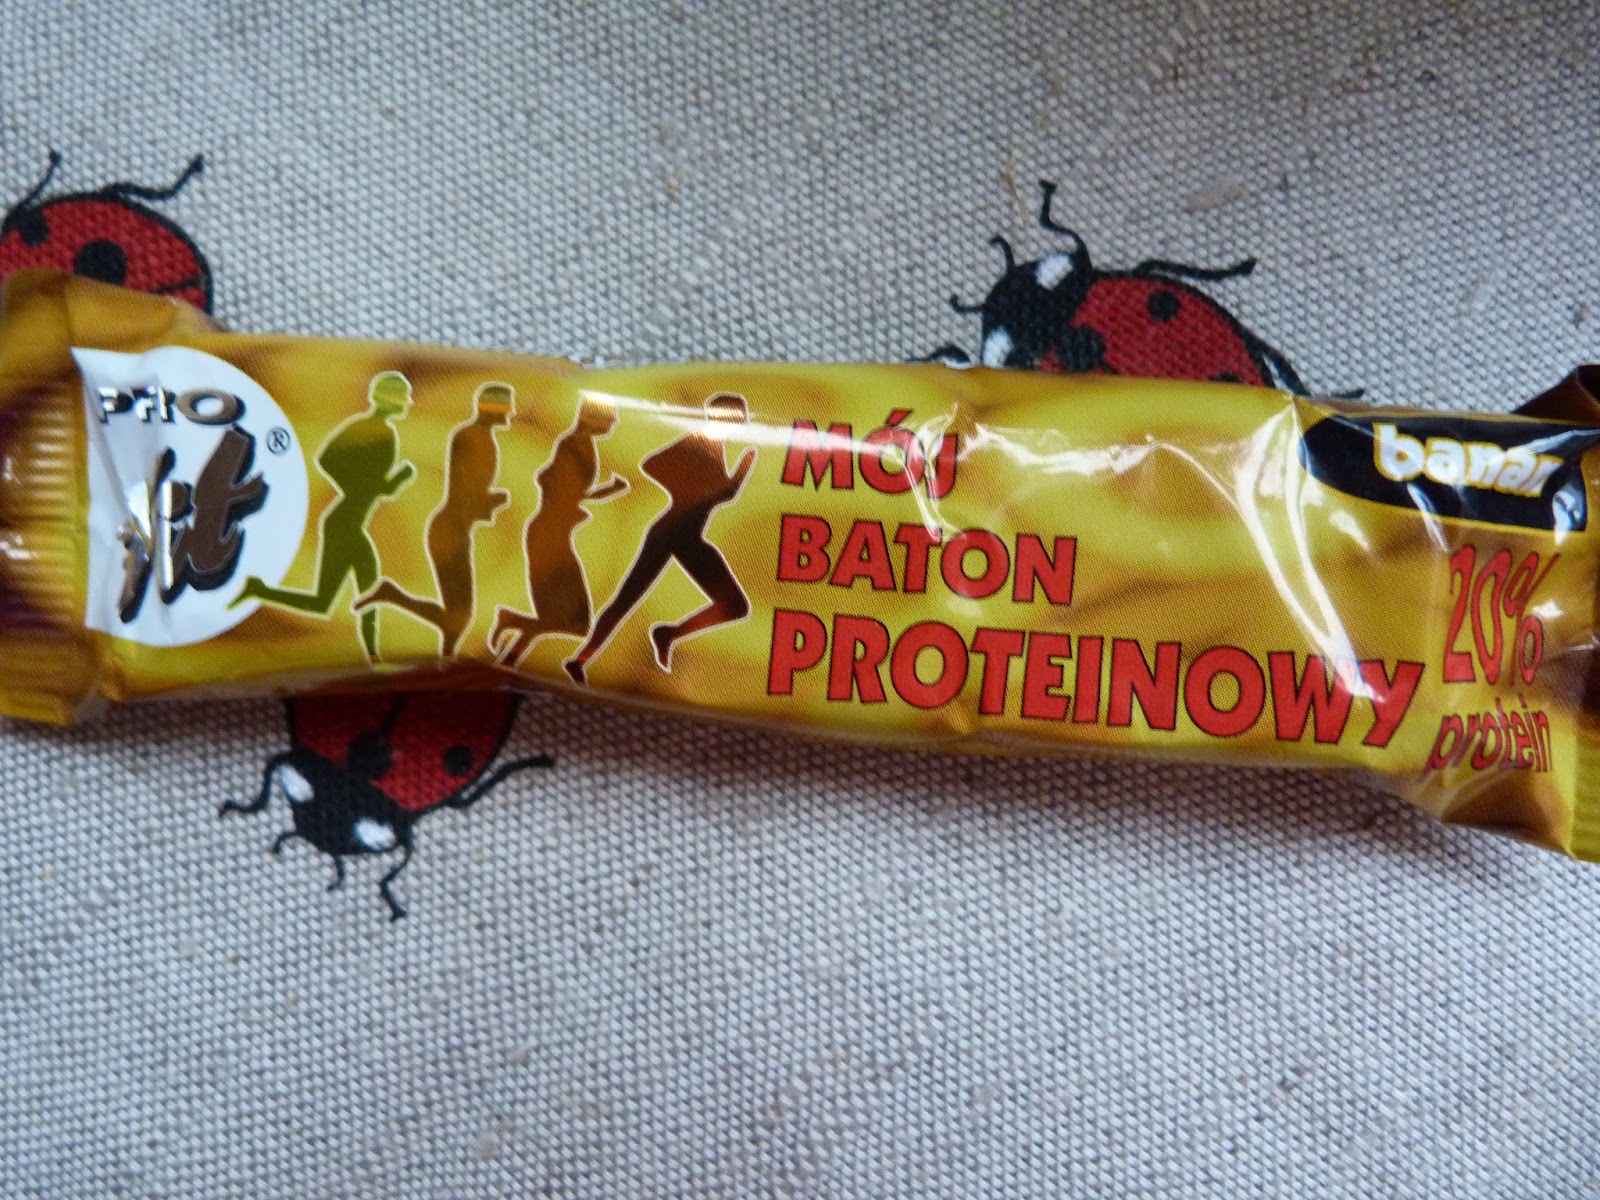 PRO
fit ®
MÓJ
BATON
PROTEINOWY
banan
20%
protein